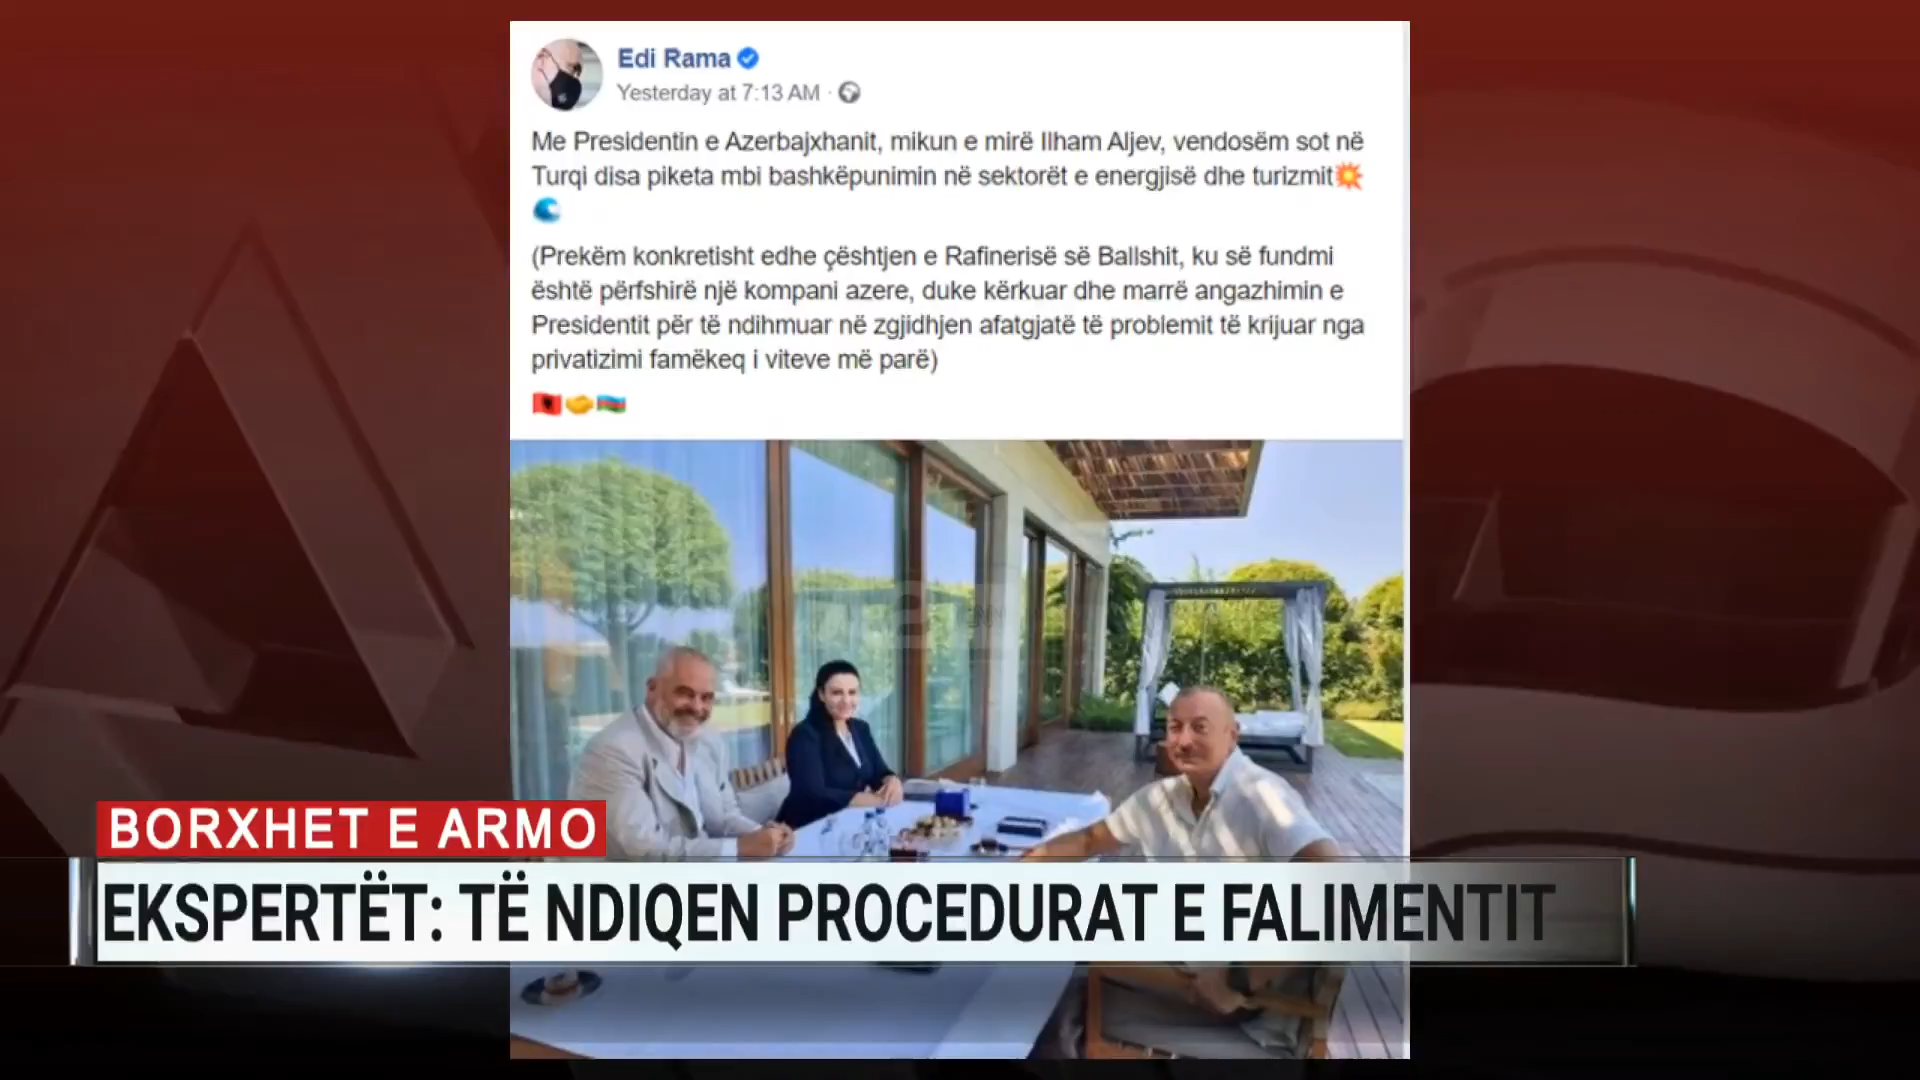 Edi Rama
Yesterday at 7:13 AM ·
Me Presidentin e Azerbajxhanit, mikun e mirë Ilham Aljev, vendosëm sot në
Turqi disa piketa mbi bashkëpunimin në sektorët e energjisë dhe turizmit💥
🌊
(Prekëm konkretisht edhe çështjen e Rafinerisë së Ballshit, ku së fundmi
është përfshirë një kompani azere, duke kërkuar dhe marrë angazhimin e
Presidentit për të ndihmuar në zgjidhjen afatgjatë të problemit të krijuar nga
privatizimi famëkeq i viteve më parë)
🇦🇱🤝🇦🇿
BORXHET E ARMO
EKSPERTËT: TË NDIQEN PROCEDURAT E FALIMENTIT